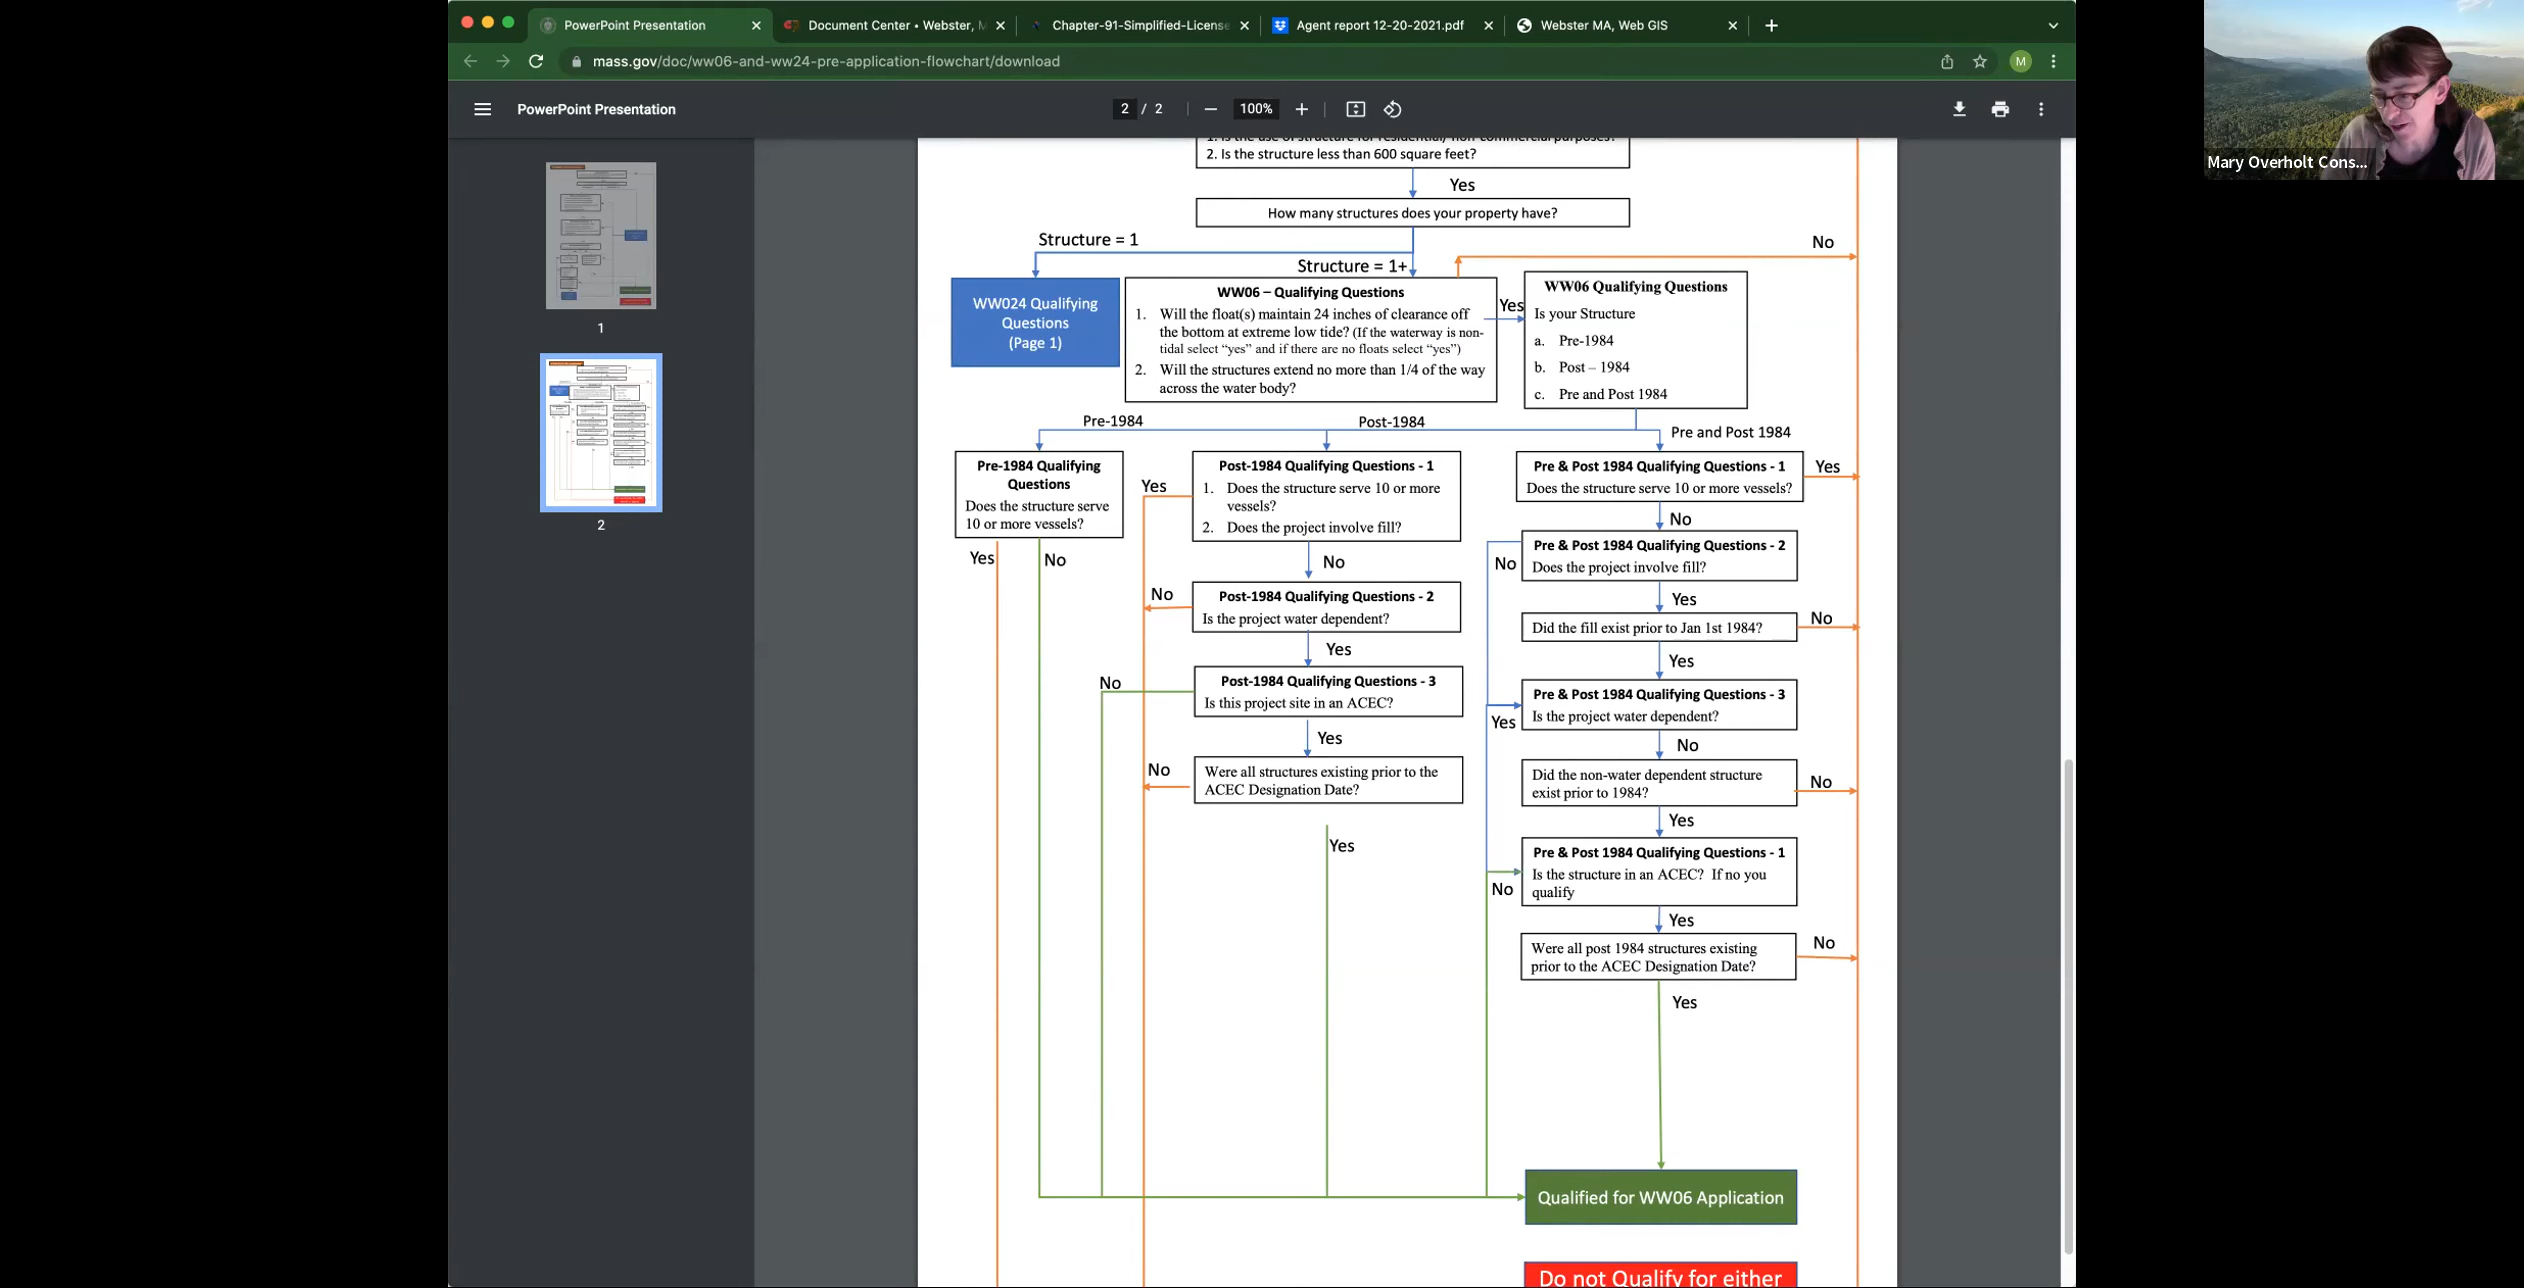 PowerPoint Presentation
Document Center • Webster, M
Chapter-91-Simplified-License
Agent report 12-20-2021.pdf
Webster MA, Web GIS
mass.gov/doc/ww06-and-ww24-pre-application-flowchart/download
M
PowerPoint Presentation
2 / 2
100%
Mary Overholt Cons...
1
2
1. Is the use of structure for residential/non-commercial purposes?
2. Is the structure less than 600 square feet?
Yes
How many structures does your property have?
Structure = 1
Structure = 1+
No
WW024 Qualifying
Questions
(Page 1)
WW06 – Qualifying Questions
1. Will the float(s) maintain 24 inches of clearance off
the bottom at extreme low tide? (If the waterway is non-
tidal select “yes” and if there are no floats select “yes”)
2. Will the structures extend no more than 1/4 of the way
across the water body?
Yes
WW06 Qualifying Questions
Is your Structure
a. Pre-1984
b. Post – 1984
c. Pre and Post 1984
Pre-1984
Post-1984
Pre and Post 1984
Pre-1984 Qualifying
Questions
Does the structure serve
10 or more vessels?
Yes
No
Yes
Post-1984 Qualifying Questions - 1
1. Does the structure serve 10 or more
vessels?
2. Does the project involve fill?
No
No
Post-1984 Qualifying Questions - 2
Is the project water dependent?
Yes
No
Post-1984 Qualifying Questions - 3
Is this project site in an ACEC?
Yes
No
Were all structures existing prior to the
ACEC Designation Date?
Yes
Pre & Post 1984 Qualifying Questions - 1
Does the structure serve 10 or more vessels?
Yes
No
Pre & Post 1984 Qualifying Questions - 2
Does the project involve fill?
No
Yes
Did the fill exist prior to Jan 1st 1984?
No
Yes
Pre & Post 1984 Qualifying Questions - 3
Is the project water dependent?
Yes
No
Did the non-water dependent structure
exist prior to 1984?
No
Yes
Pre & Post 1984 Qualifying Questions - 1
Is the structure in an ACEC? If no you
qualify
No
Yes
Were all post 1984 structures existing
prior to the ACEC Designation Date?
No
Yes
Qualified for WW06 Application
Do not Qualify for either